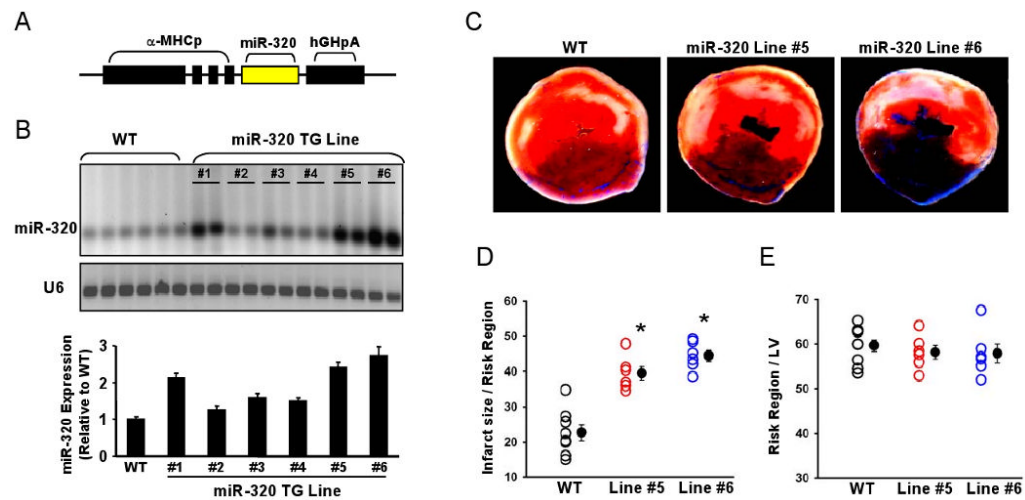 A
α-MHCp miR-320 hGHpA
B
WT miR-320 TG Line
#1 #2 #3 #4 #5 #6
miR-320
U6
miR-320 Expression
(Relative to WT)
3
2
1
0
WT #1 #2 #3 #4 #5 #6
miR-320 TG Line
C
WT miR-320 Line #5 miR-320 Line #6
D
Infarct size / Risk Region
60
50
40
30
20
10
* *
WT Line #5 Line #6
E
Risk Region / LV
70
60
50
40
30
WT Line #5 Line #6